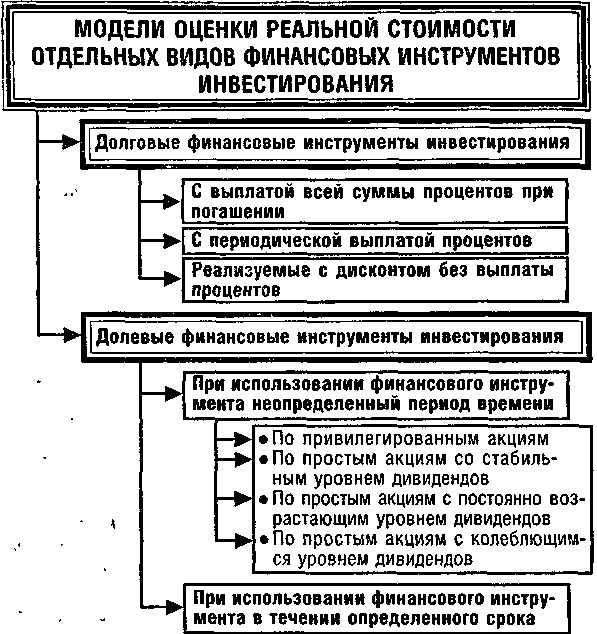 МОДЕЛИ ОЦЕНКИ РЕАЛЬНОЙ СТОИМОСТИ
ОТДЕЛЬНЫХ ВИДОВ ФИНАНСОВЫХ ИНСТРУМЕНТОВ
ИНВЕСТИРОВАНИЯ
Долговые финансовые инструменты инвестирования
С выплатой всей суммы процентов при
погашении
С периодической выплатой процентов
Реализуемые с дисконтом без выплаты
процентов
Долевые финансовые инструменты инвестирования
При использовании финансового инстру-
мента неопределенный период времени
• По привилегированным акциям
• По простым акциям со стабиль-
ным уровнем дивидендов
• По простым акциям с постоянно воз-
растающим уровнем дивидендов
• По простым акциям с колеблющим-
ся уровнем дивидендов
При использовании финансового инстру-
мента в течении определенного срока